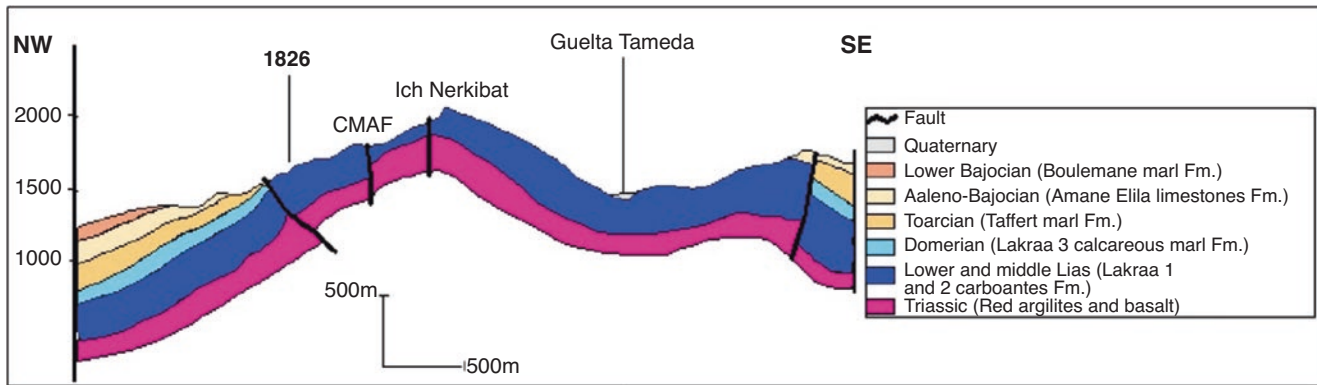 NW
SE
Guelta Tameda
1826
Ich Nerkibat
CMAF
2000
1500
1000
500m
500m
Fault
Quaternary
Lower Bajocian (Boulemane marl Fm.)
Aaleno-Bajocian (Amane Elila limestones Fm.)
Toarcian (Taffert marl Fm.)
Domerian (Lakraa 3 calcareous marl Fm.)
Lower and middle Lias (Lakraa 1
and 2 carboantes Fm.)
Triassic (Red argilites and basalt)